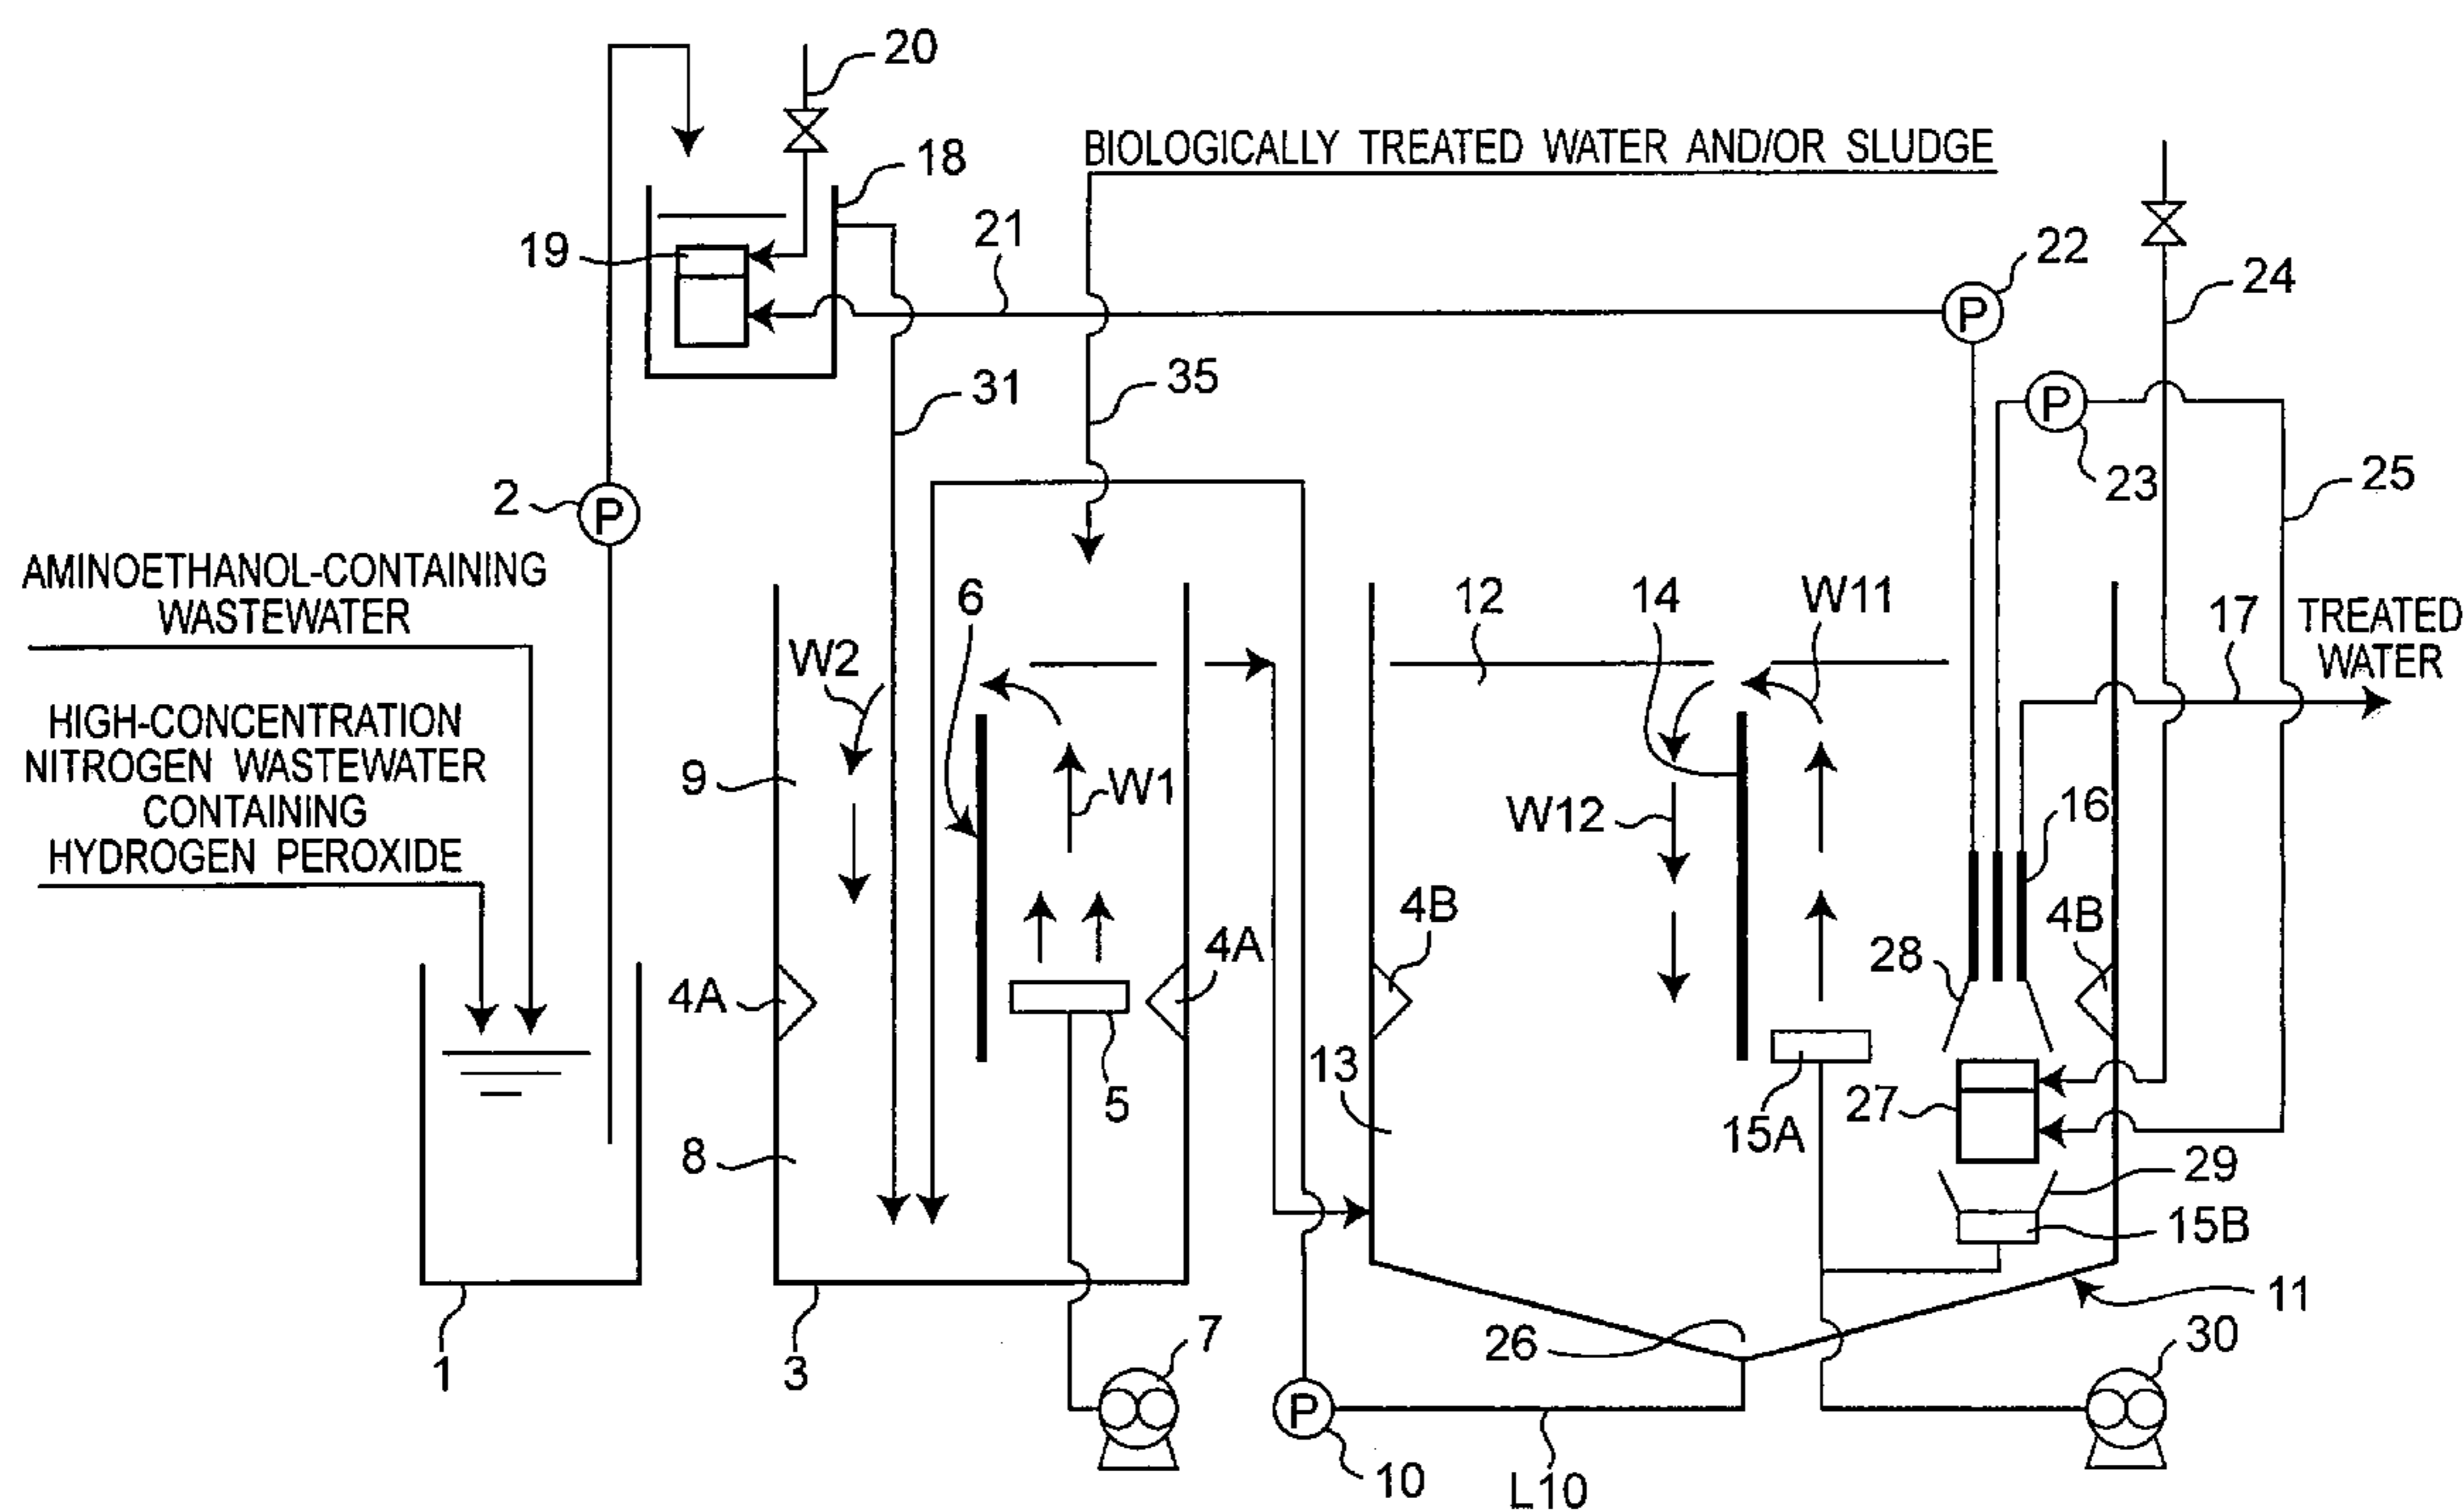 20
18
BIOLOGICALLY TREATED WATER AND/OR SLUDGE
19
21
22
P
24
31
35
P
23
25
2
P
AMINOETHANOL-CONTAINING
WASTEWATER
6
12
14
W11
17
TREATED
WATER
W2
HIGH-CONCENTRATION
NITROGEN WASTEWATER
CONTAINING
HYDROGEN PEROXIDE
9
W1
W12
16
4A
4A
4B
28
4B
5
13
15A
27
8
29
15B
11
1
3
7
26
30
P
10
L10